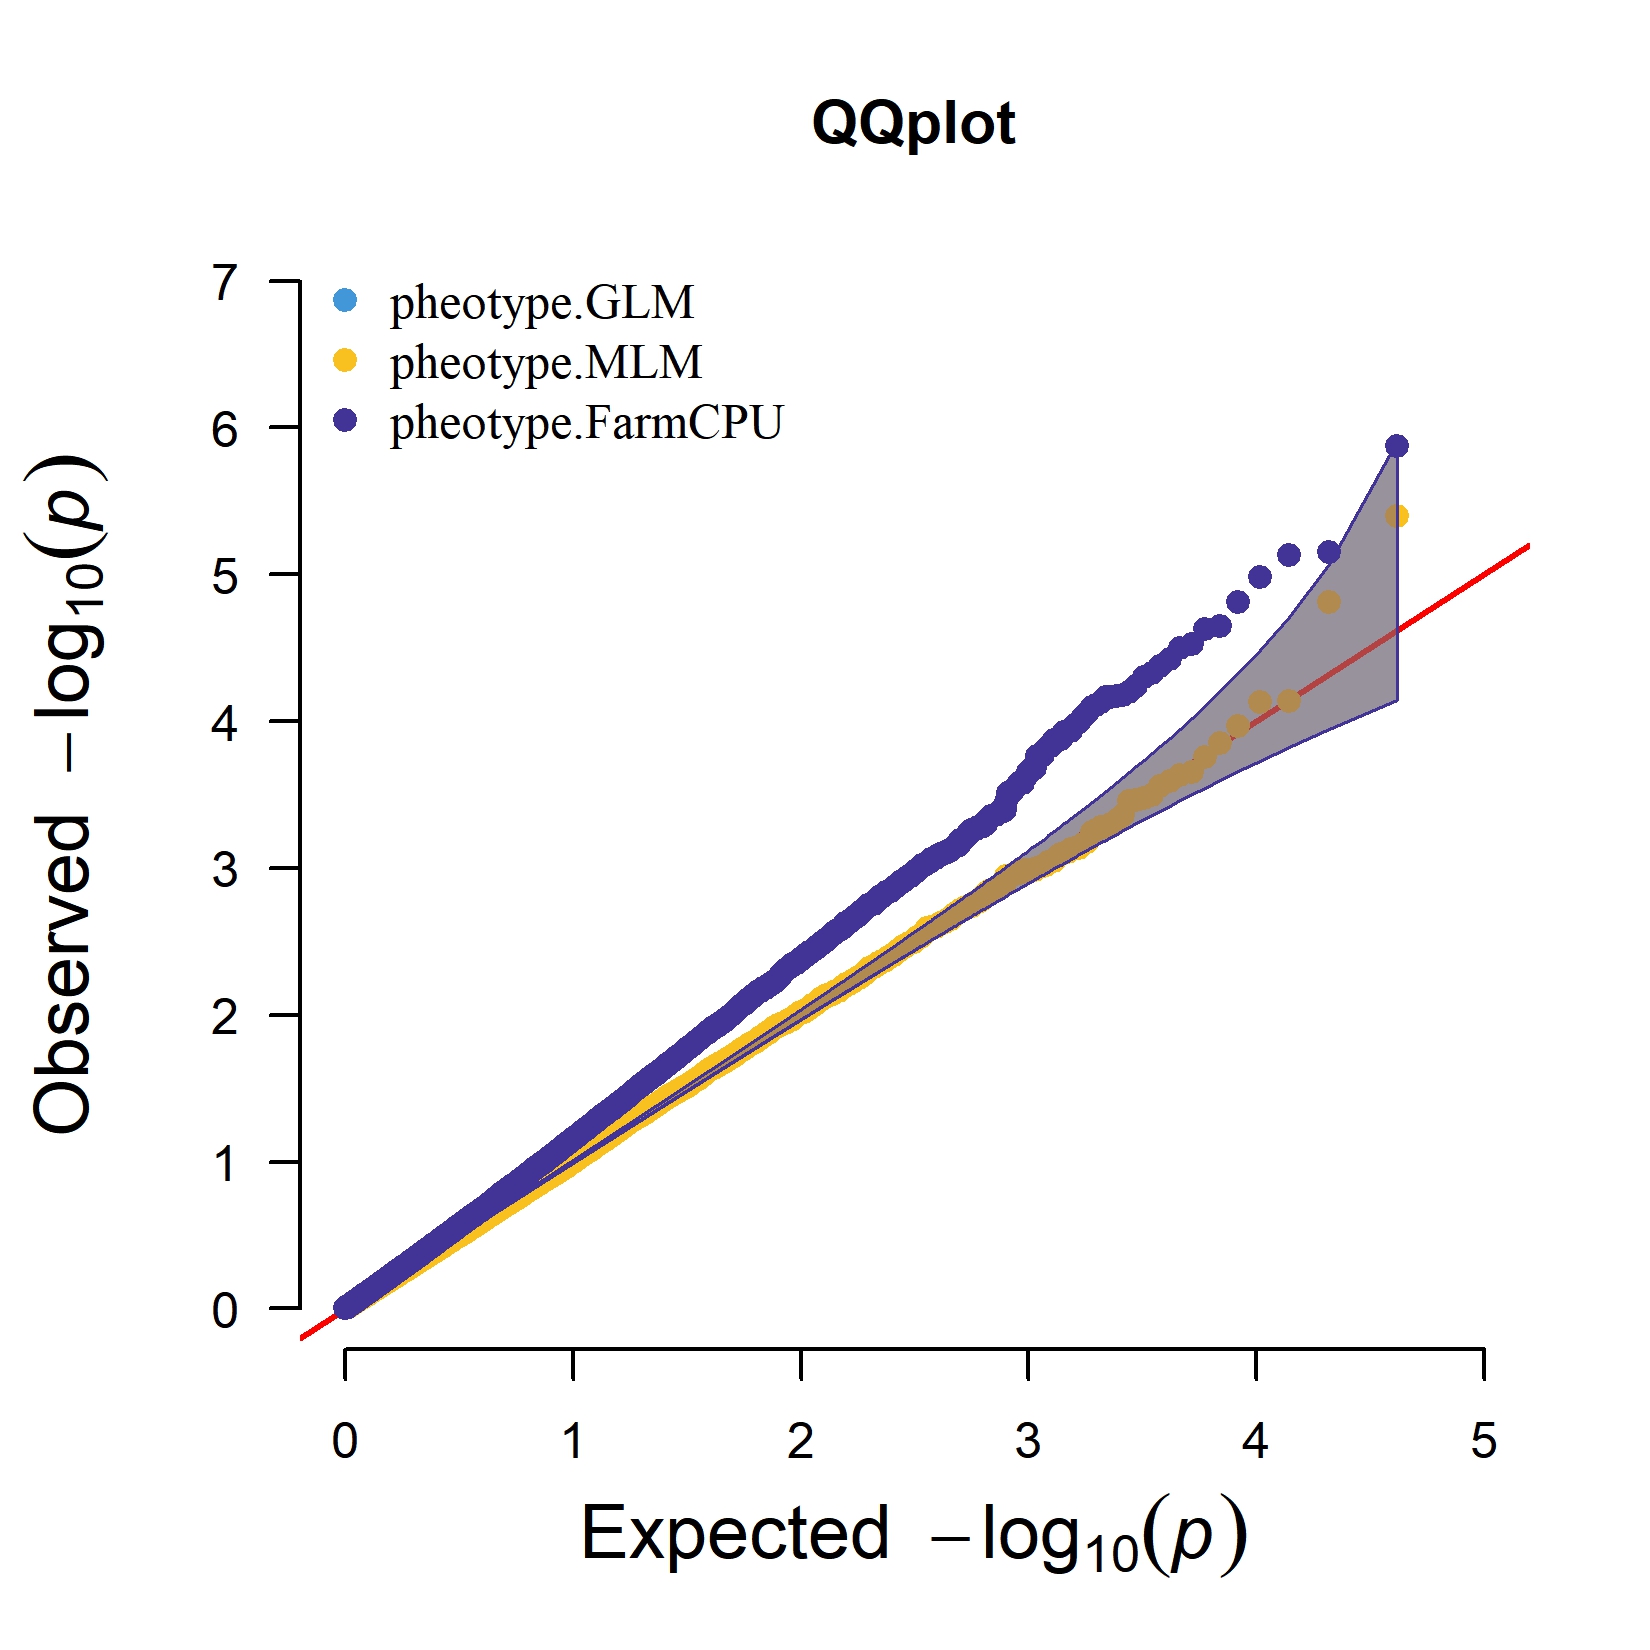 QQplot
7
pheotype.GLM
pheotype.MLM
pheotype.FarmCPU
6
5
4
3
2
1
0
Observed −log10(p)
0 1 2 3 4 5
Expected −log10(p)